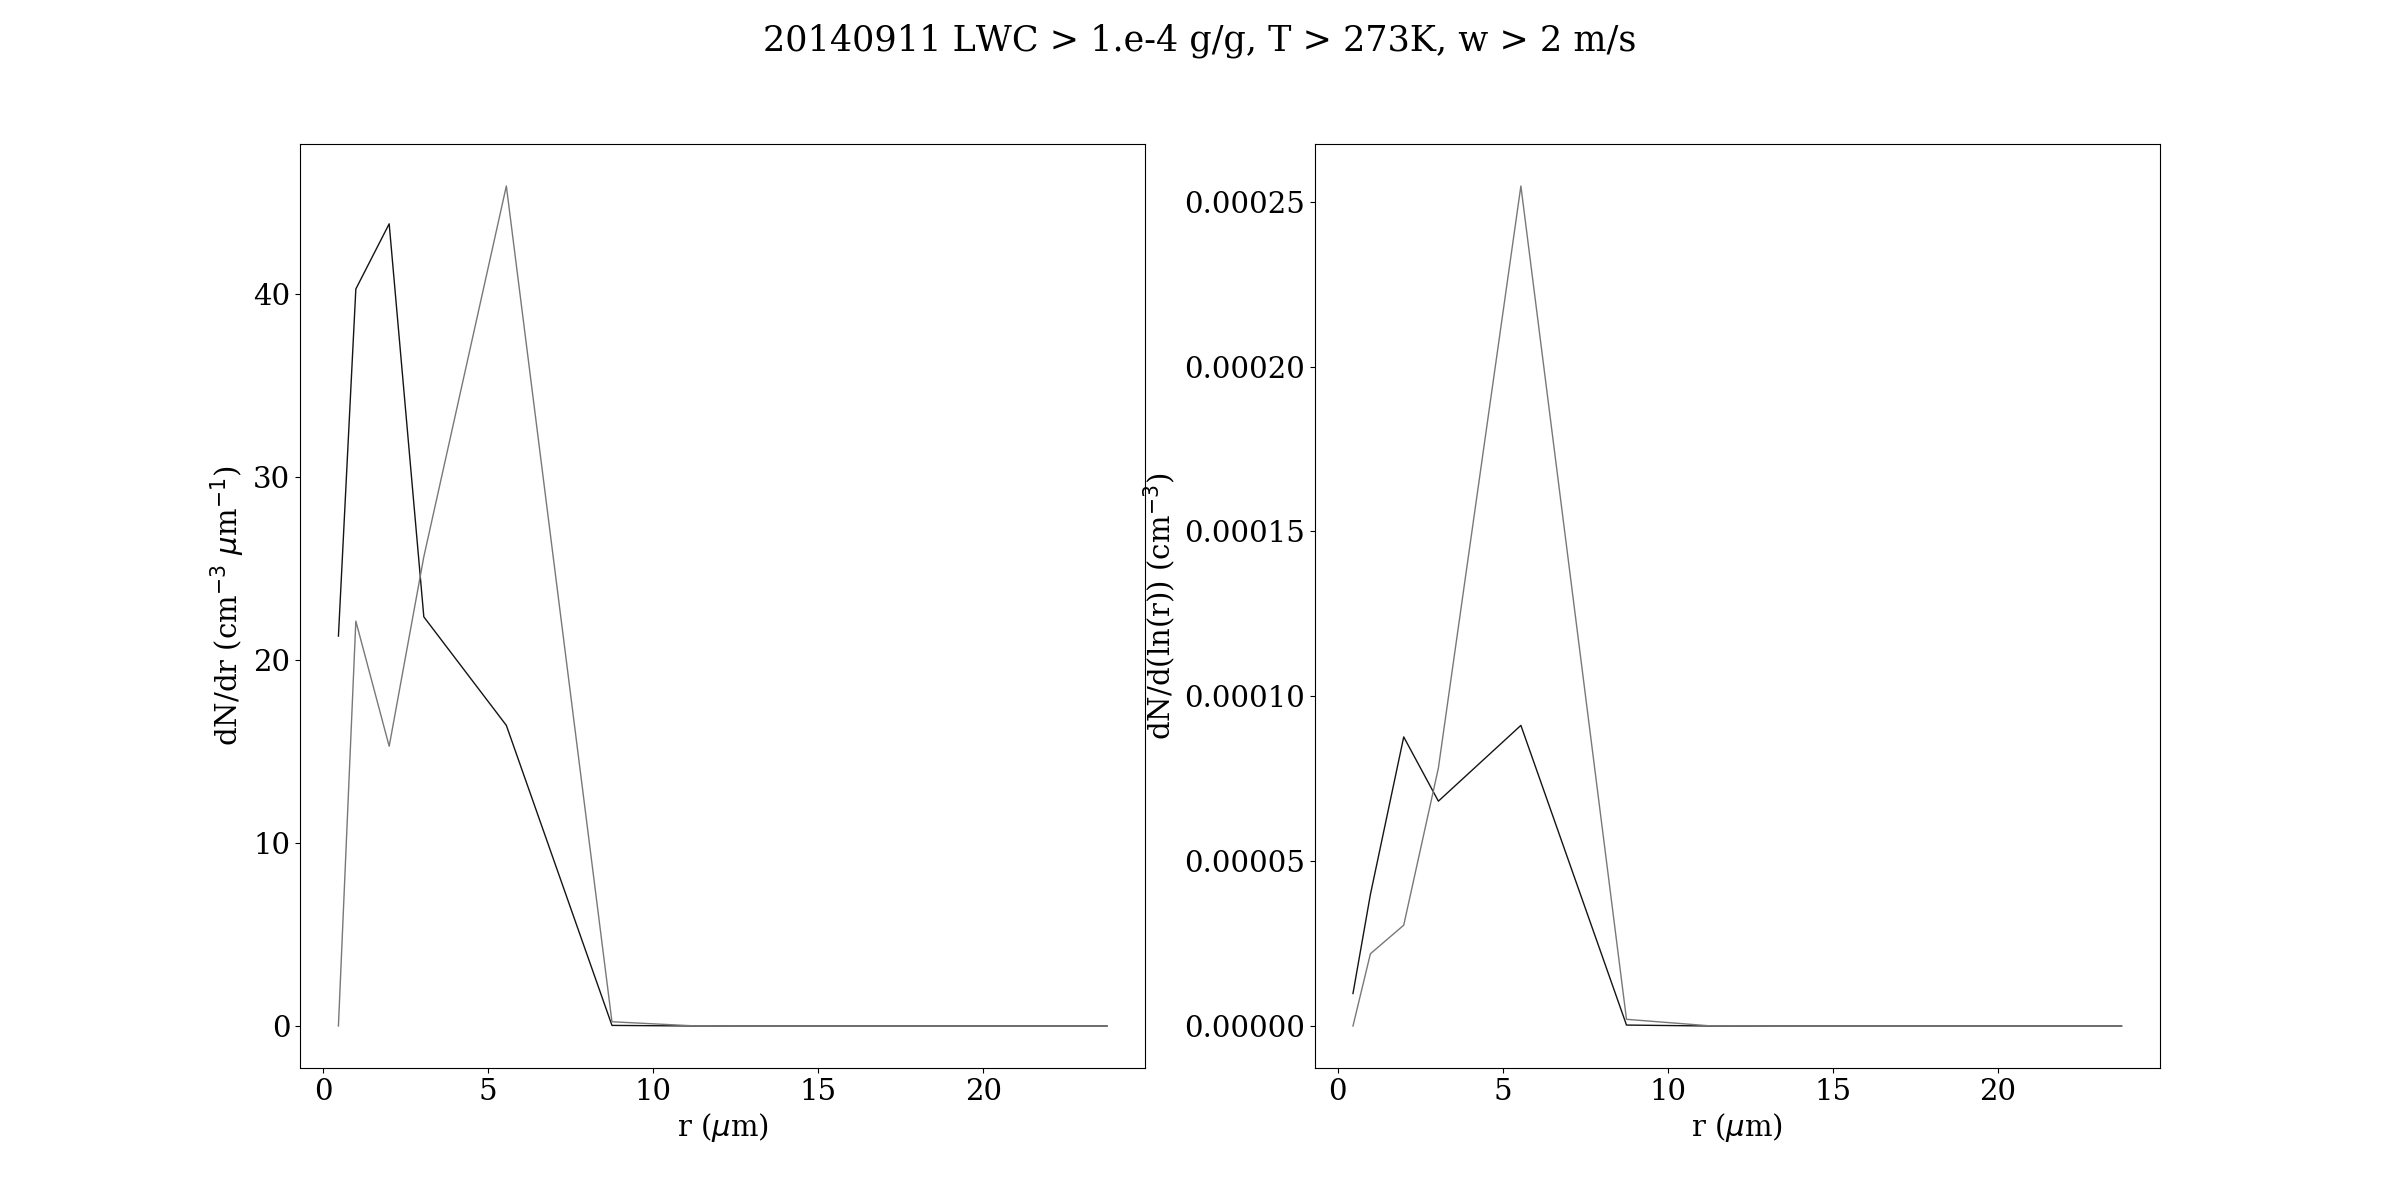 20140911 LWC > 1.e-4 g/g, T > 273K, w > 2 m/s
dN/dr (cm⁻³ μm⁻¹)
40
30
20
10
0
0 5 10 15 20
r (μm)
dN/d(ln(r)) (cm⁻³)
0.00025
0.00020
0.00015
0.00010
0.00005
0.00000
0 5 10 15 20
r (μm)